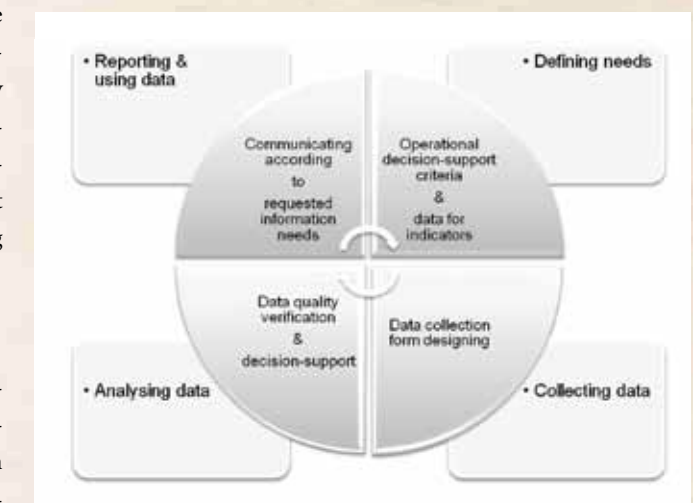 • Reporting &
using data
• Defining needs
Communicating
according
to
requested
information
needs
Operational
decision-support
criteria
&
data for
indicators
Data quality
verification
&
decision-support
Data collection
form designing
• Analysing data
• Collecting data